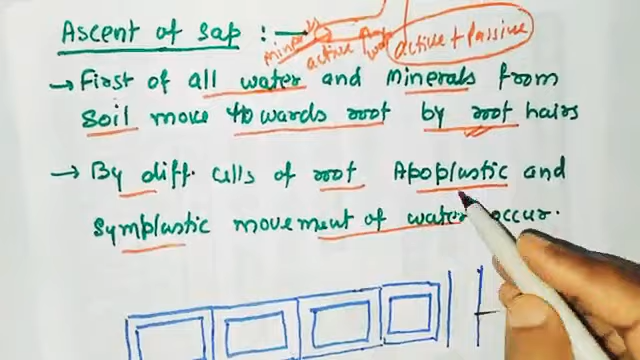 Ascent of sap :→ minerals
active active + Passive
→ First of all water and minerals from
soil move towards root by root hairs
→ By diff. cells of root Apoplastic and
symplastic movement of water occur.